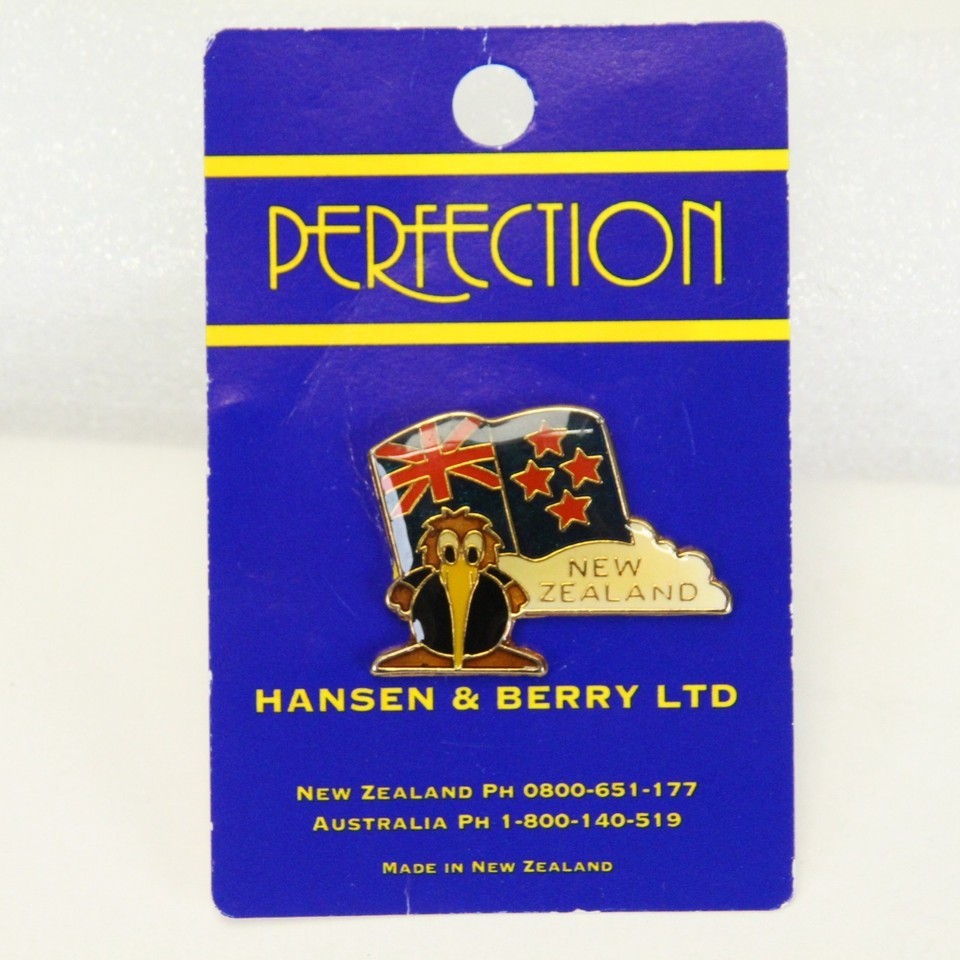 PERFECTION
NEW
ZEALAND
HANSEN & BERRY LTD
NEW ZEALAND PH 0800-651-177
AUSTRALIA PH 1-800-140-519
MADE IN NEW ZEALAND